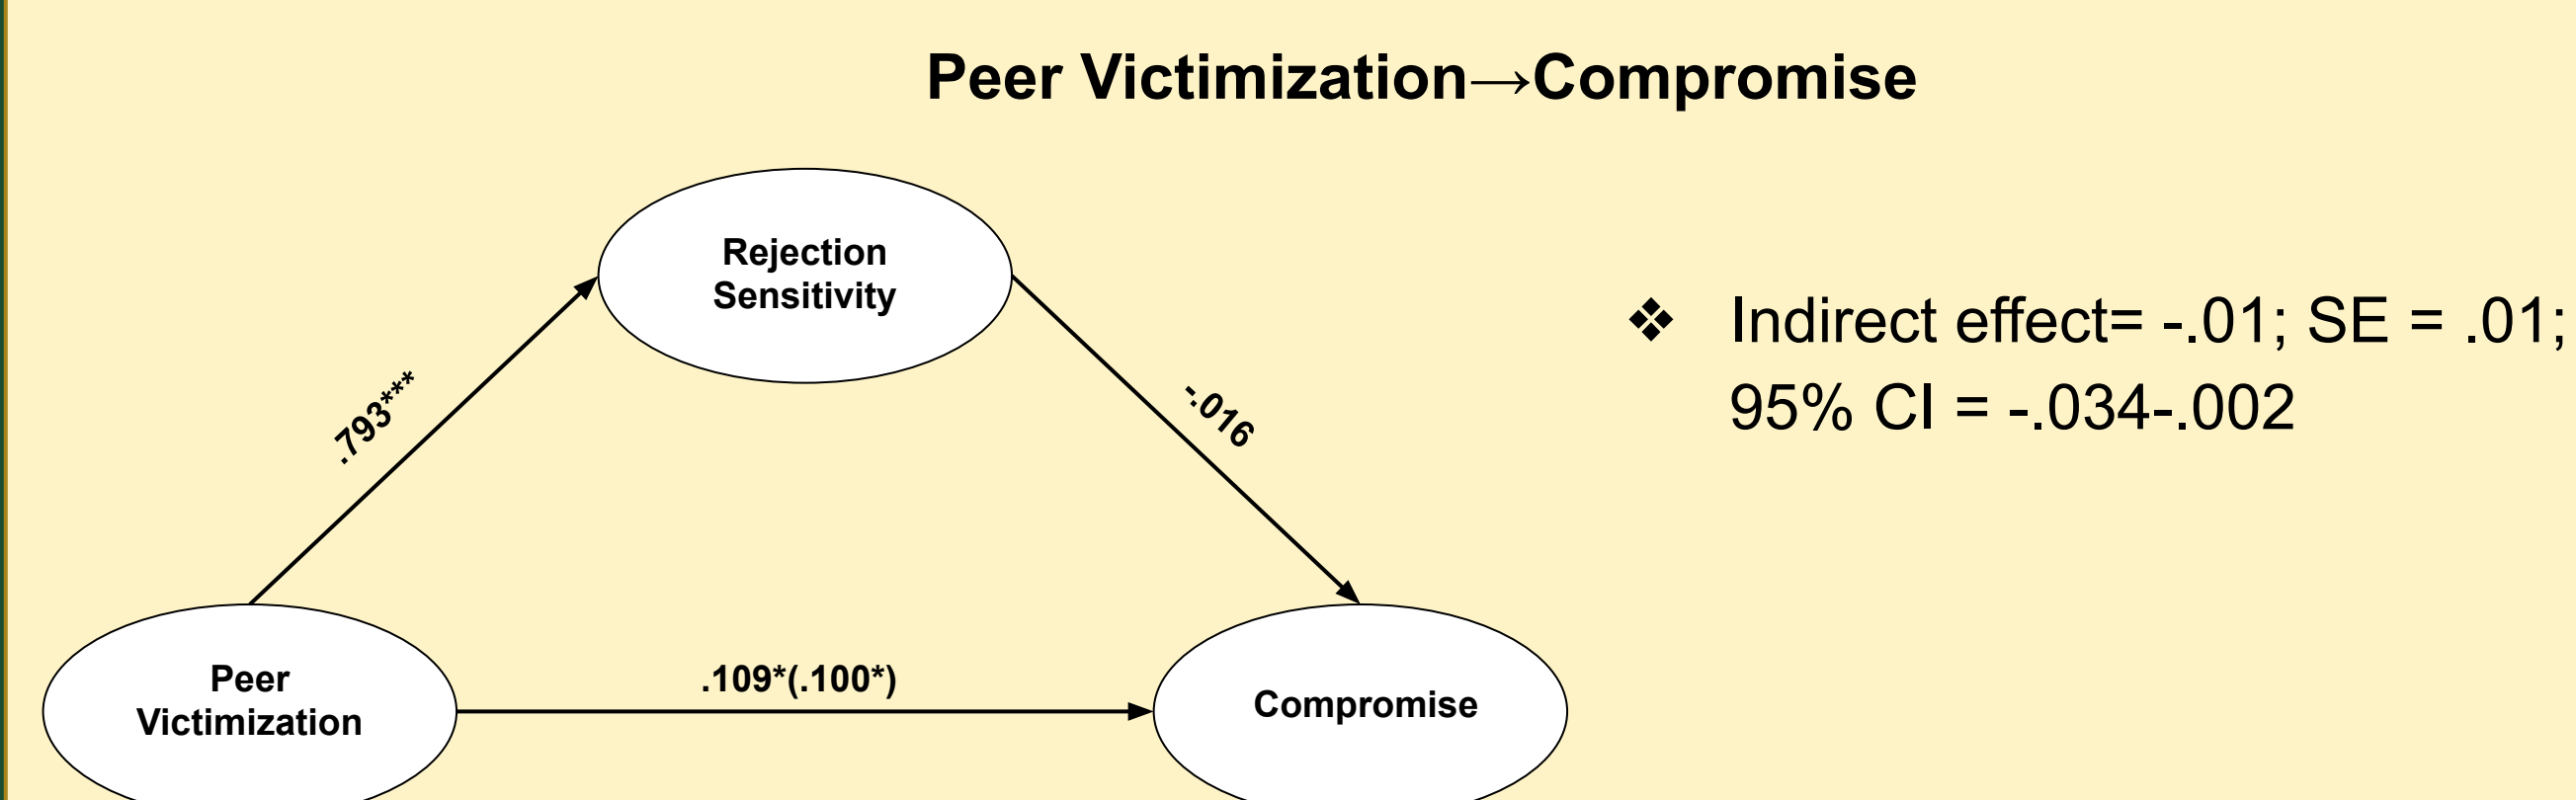 Peer Victimization→Compromise
Rejection
Sensitivity
❖ Indirect effect= -.01; SE = .01;
95% CI = -.034-.002
.793***
-.016
Peer
Victimization
.109*(.100*)
Compromise